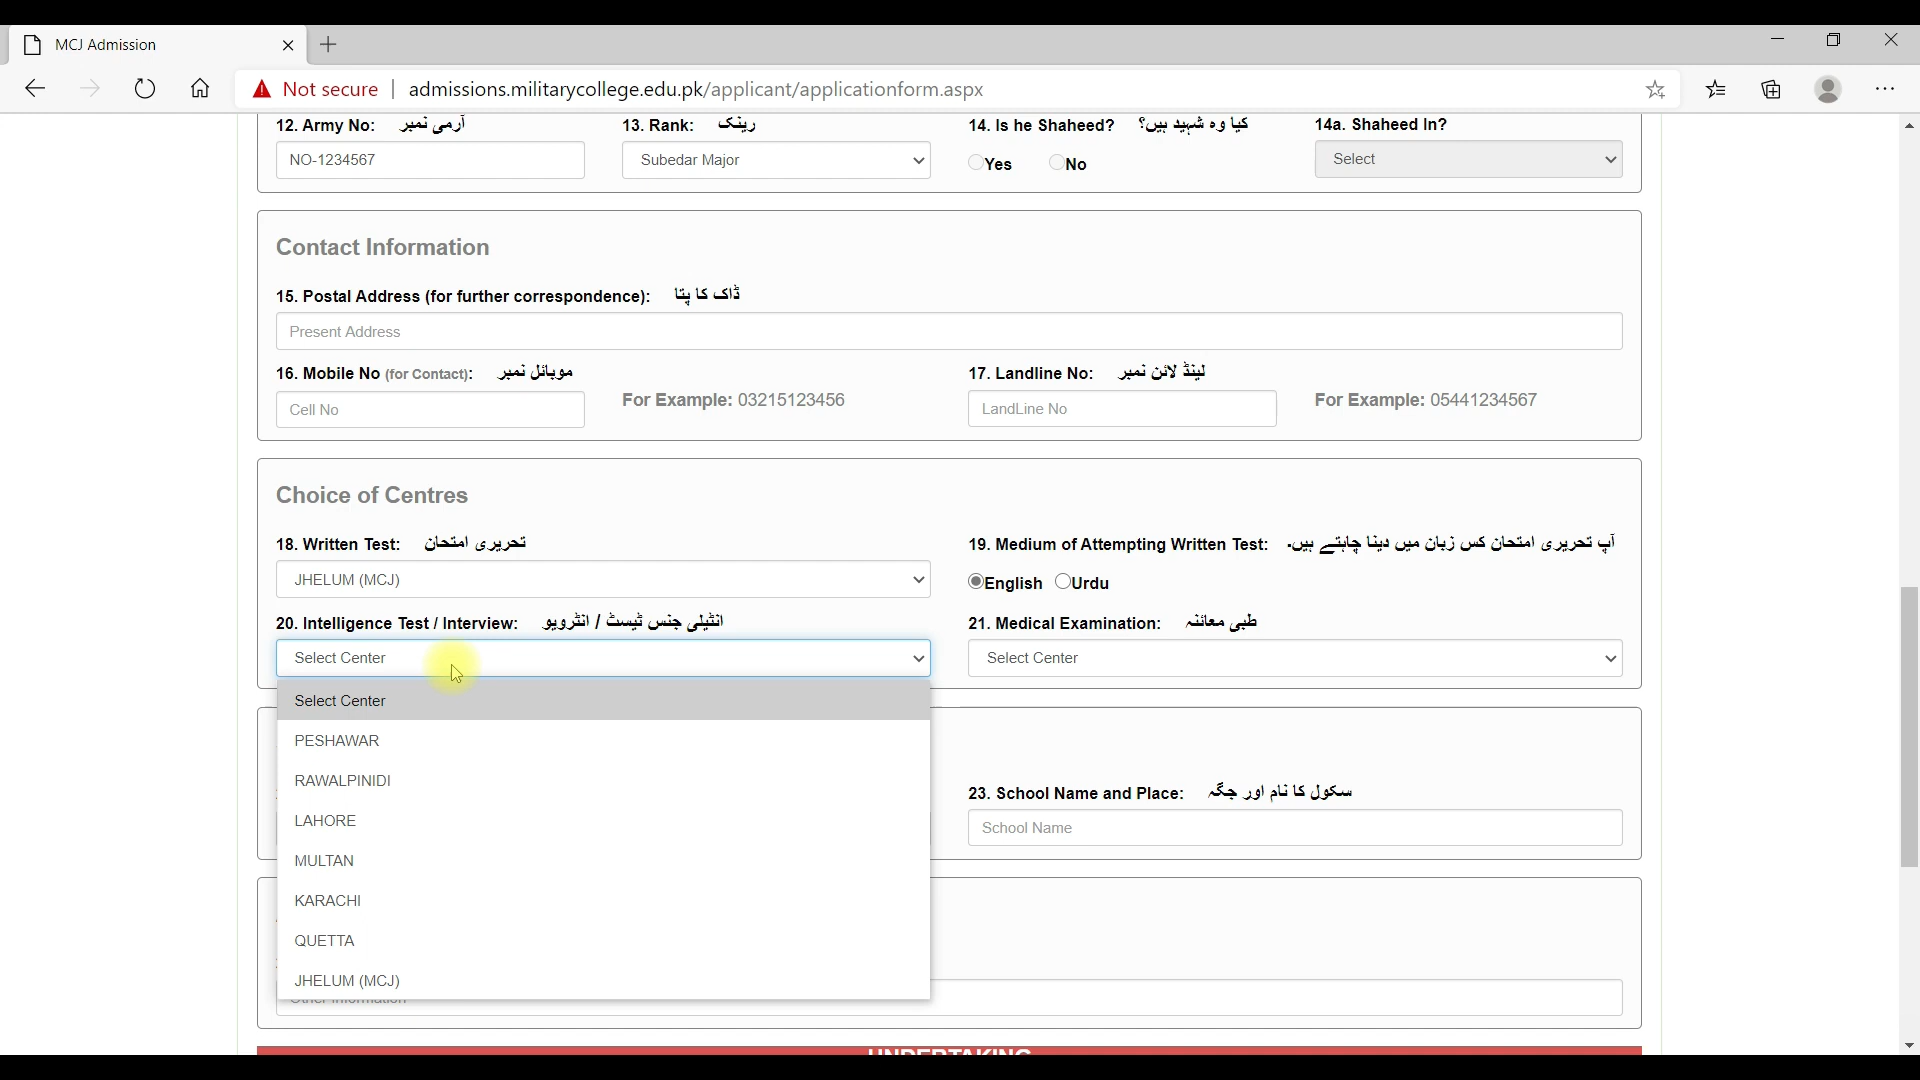 MCJ Admission
Not secure admissions.militarycollege.edu.pk/applicant/applicationform.aspx
12. Army No: آرمی نمبر 13. Rank: رینک 14. Is he Shaheed? کیا وہ شہید ہیں؟ 14a. Shaheed In?
NO-1234567 Subedar Major Yes No Select
Contact Information
15. Postal Address (for further correspondence): ڈاک کا پتا
Present Address
16. Mobile No (for Contact): موبائل نمبر 17. Landline No: لینڈ لائن نمبر
Cell No For Example: 03215123456 LandLine No For Example: 05441234567
Choice of Centres
18. Written Test: تحریری امتحان 19. Medium of Attempting Written Test: آپ تحریری امتحان کس زبان میں دینا چاہتے ہیں۔
JHELUM (MCJ) English Urdu
20. Intelligence Test / Interview: انٹیلی جنس ٹیسٹ / انٹرویو 21. Medical Examination: طبی معائنہ
Select Center Select Center
Select Center
PESHAWAR
RAWALPINIDI
23. School Name and Place: سکول کا نام اور جگہ
LAHORE School Name
MULTAN
KARACHI
QUETTA
JHELUM (MCJ)
Other Information
UNDERTAKING